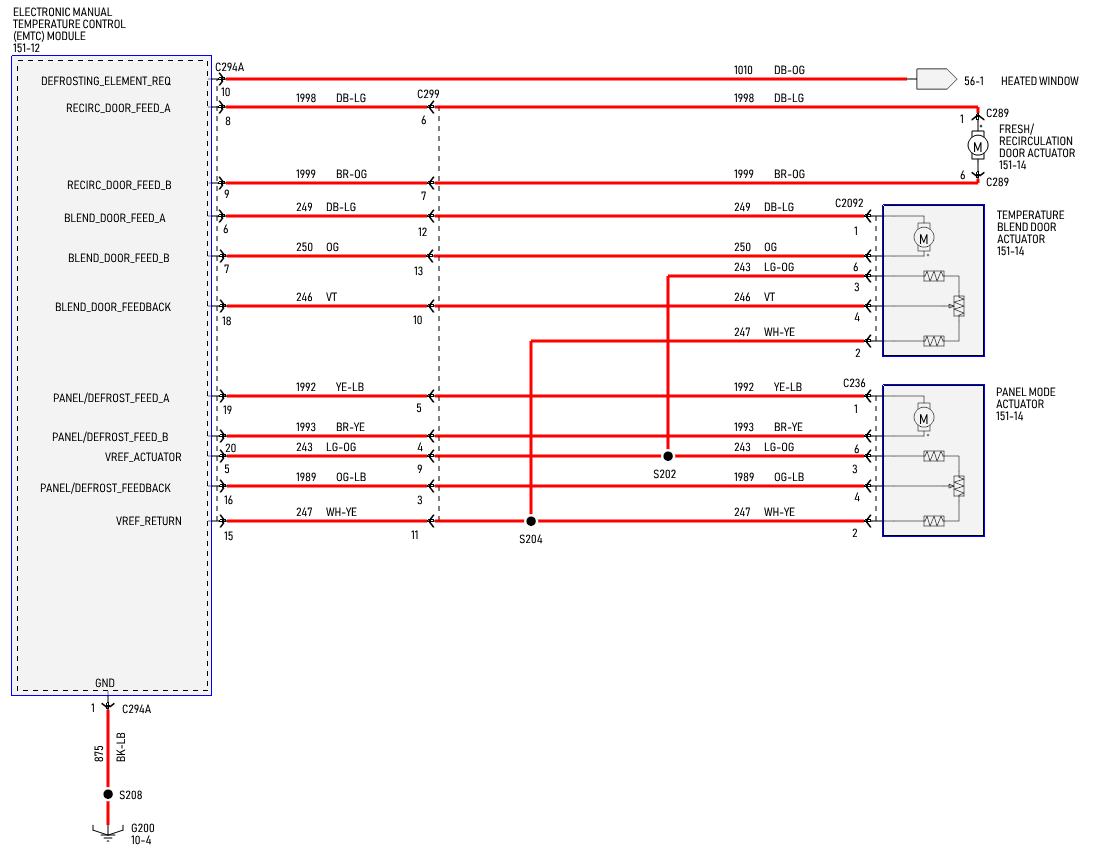 ELECTRONIC MANUAL
TEMPERATURE CONTROL
(EMTC) MODULE
151-12
C294A
DEFROSTING_ELEMENT_REQ
10
1010 DB-OG
56-1 HEATED WINDOW
RECIRC_DOOR_FEED_A
8
1998 DB-LG
C299
6
1998 DB-LG
1 C289
FRESH/
RECIRCULATION
DOOR ACTUATOR
151-14
M
RECIRC_DOOR_FEED_B
9
1999 BR-OG
7
1999 BR-OG
6 C289
BLEND_DOOR_FEED_A
6
249 DB-LG
12
249 DB-LG
C2092
1
TEMPERATURE
BLEND DOOR
ACTUATOR
151-14
M
BLEND_DOOR_FEED_B
7
250 OG
13
250 OG
6
243 LG-OG
3
BLEND_DOOR_FEEDBACK
18
246 VT
10
246 VT
4
247 WH-YE
2
PANEL/DEFROST_FEED_A
19
1992 YE-LB
5
1992 YE-LB
C236
1
PANEL MODE
ACTUATOR
151-14
M
PANEL/DEFROST_FEED_B
20
1993 BR-YE
4
1993 BR-YE
6
VREF_ACTUATOR
5
243 LG-OG
9
S202
243 LG-OG
3
PANEL/DEFROST_FEEDBACK
16
1989 OG-LB
3
1989 OG-LB
4
VREF_RETURN
15
247 WH-YE
11
S204
247 WH-YE
2
GND
1 C294A
875 BK-LB
S208
G200
10-4